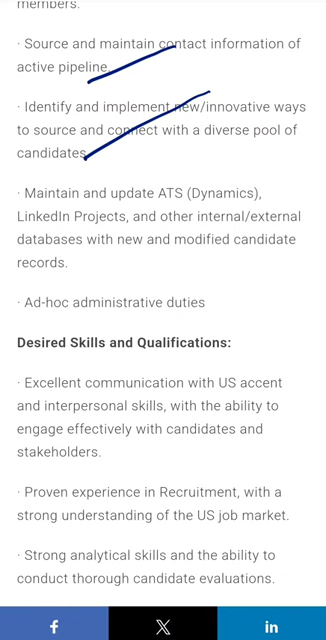 members.
· Source and maintain contact information of
active pipeline.
· Identify and implement new/innovative ways
to source and connect with a diverse pool of
candidates
· Maintain and update ATS (Dynamics),
LinkedIn Projects, and other internal/external
databases with new and modified candidate
records.
· Ad-hoc administrative duties
Desired Skills and Qualifications:
· Excellent communication with US accent
and interpersonal skills, with the ability to
engage effectively with candidates and
stakeholders.
· Proven experience in Recruitment, with a
strong understanding of the US job market.
· Strong analytical skills and the ability to
conduct thorough candidate evaluations.
f X in